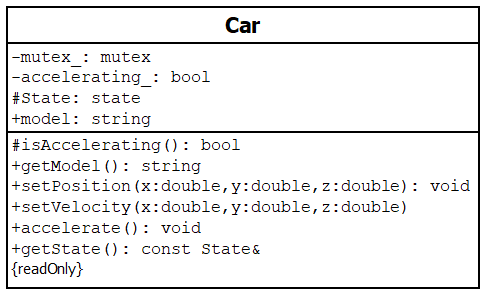 Car
-mutex_: mutex
-accelerating_: bool
#State: state
+model: string
#isAccelerating(): bool
+getModel(): string
+setPosition(x:double,y:double,z:double): void
+setVelocity(x:double,y:double,z:double)
+accelerate(): void
+getState(): const State&
{readOnly}